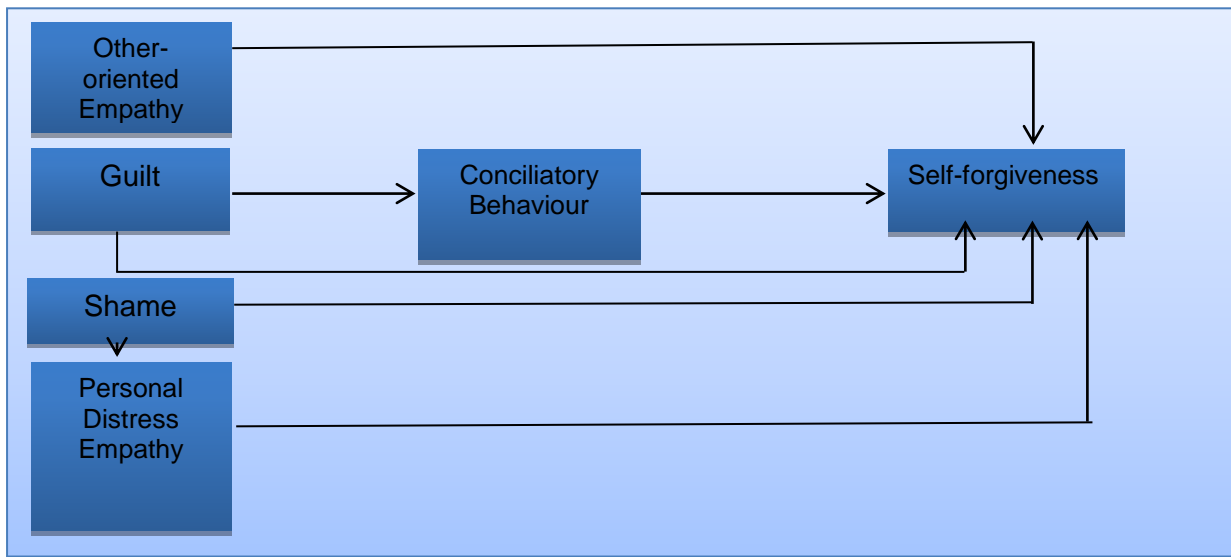 Other-
oriented
Empathy
Guilt
Conciliatory
Behaviour
Self-forgiveness
Shame
Personal
Distress
Empathy